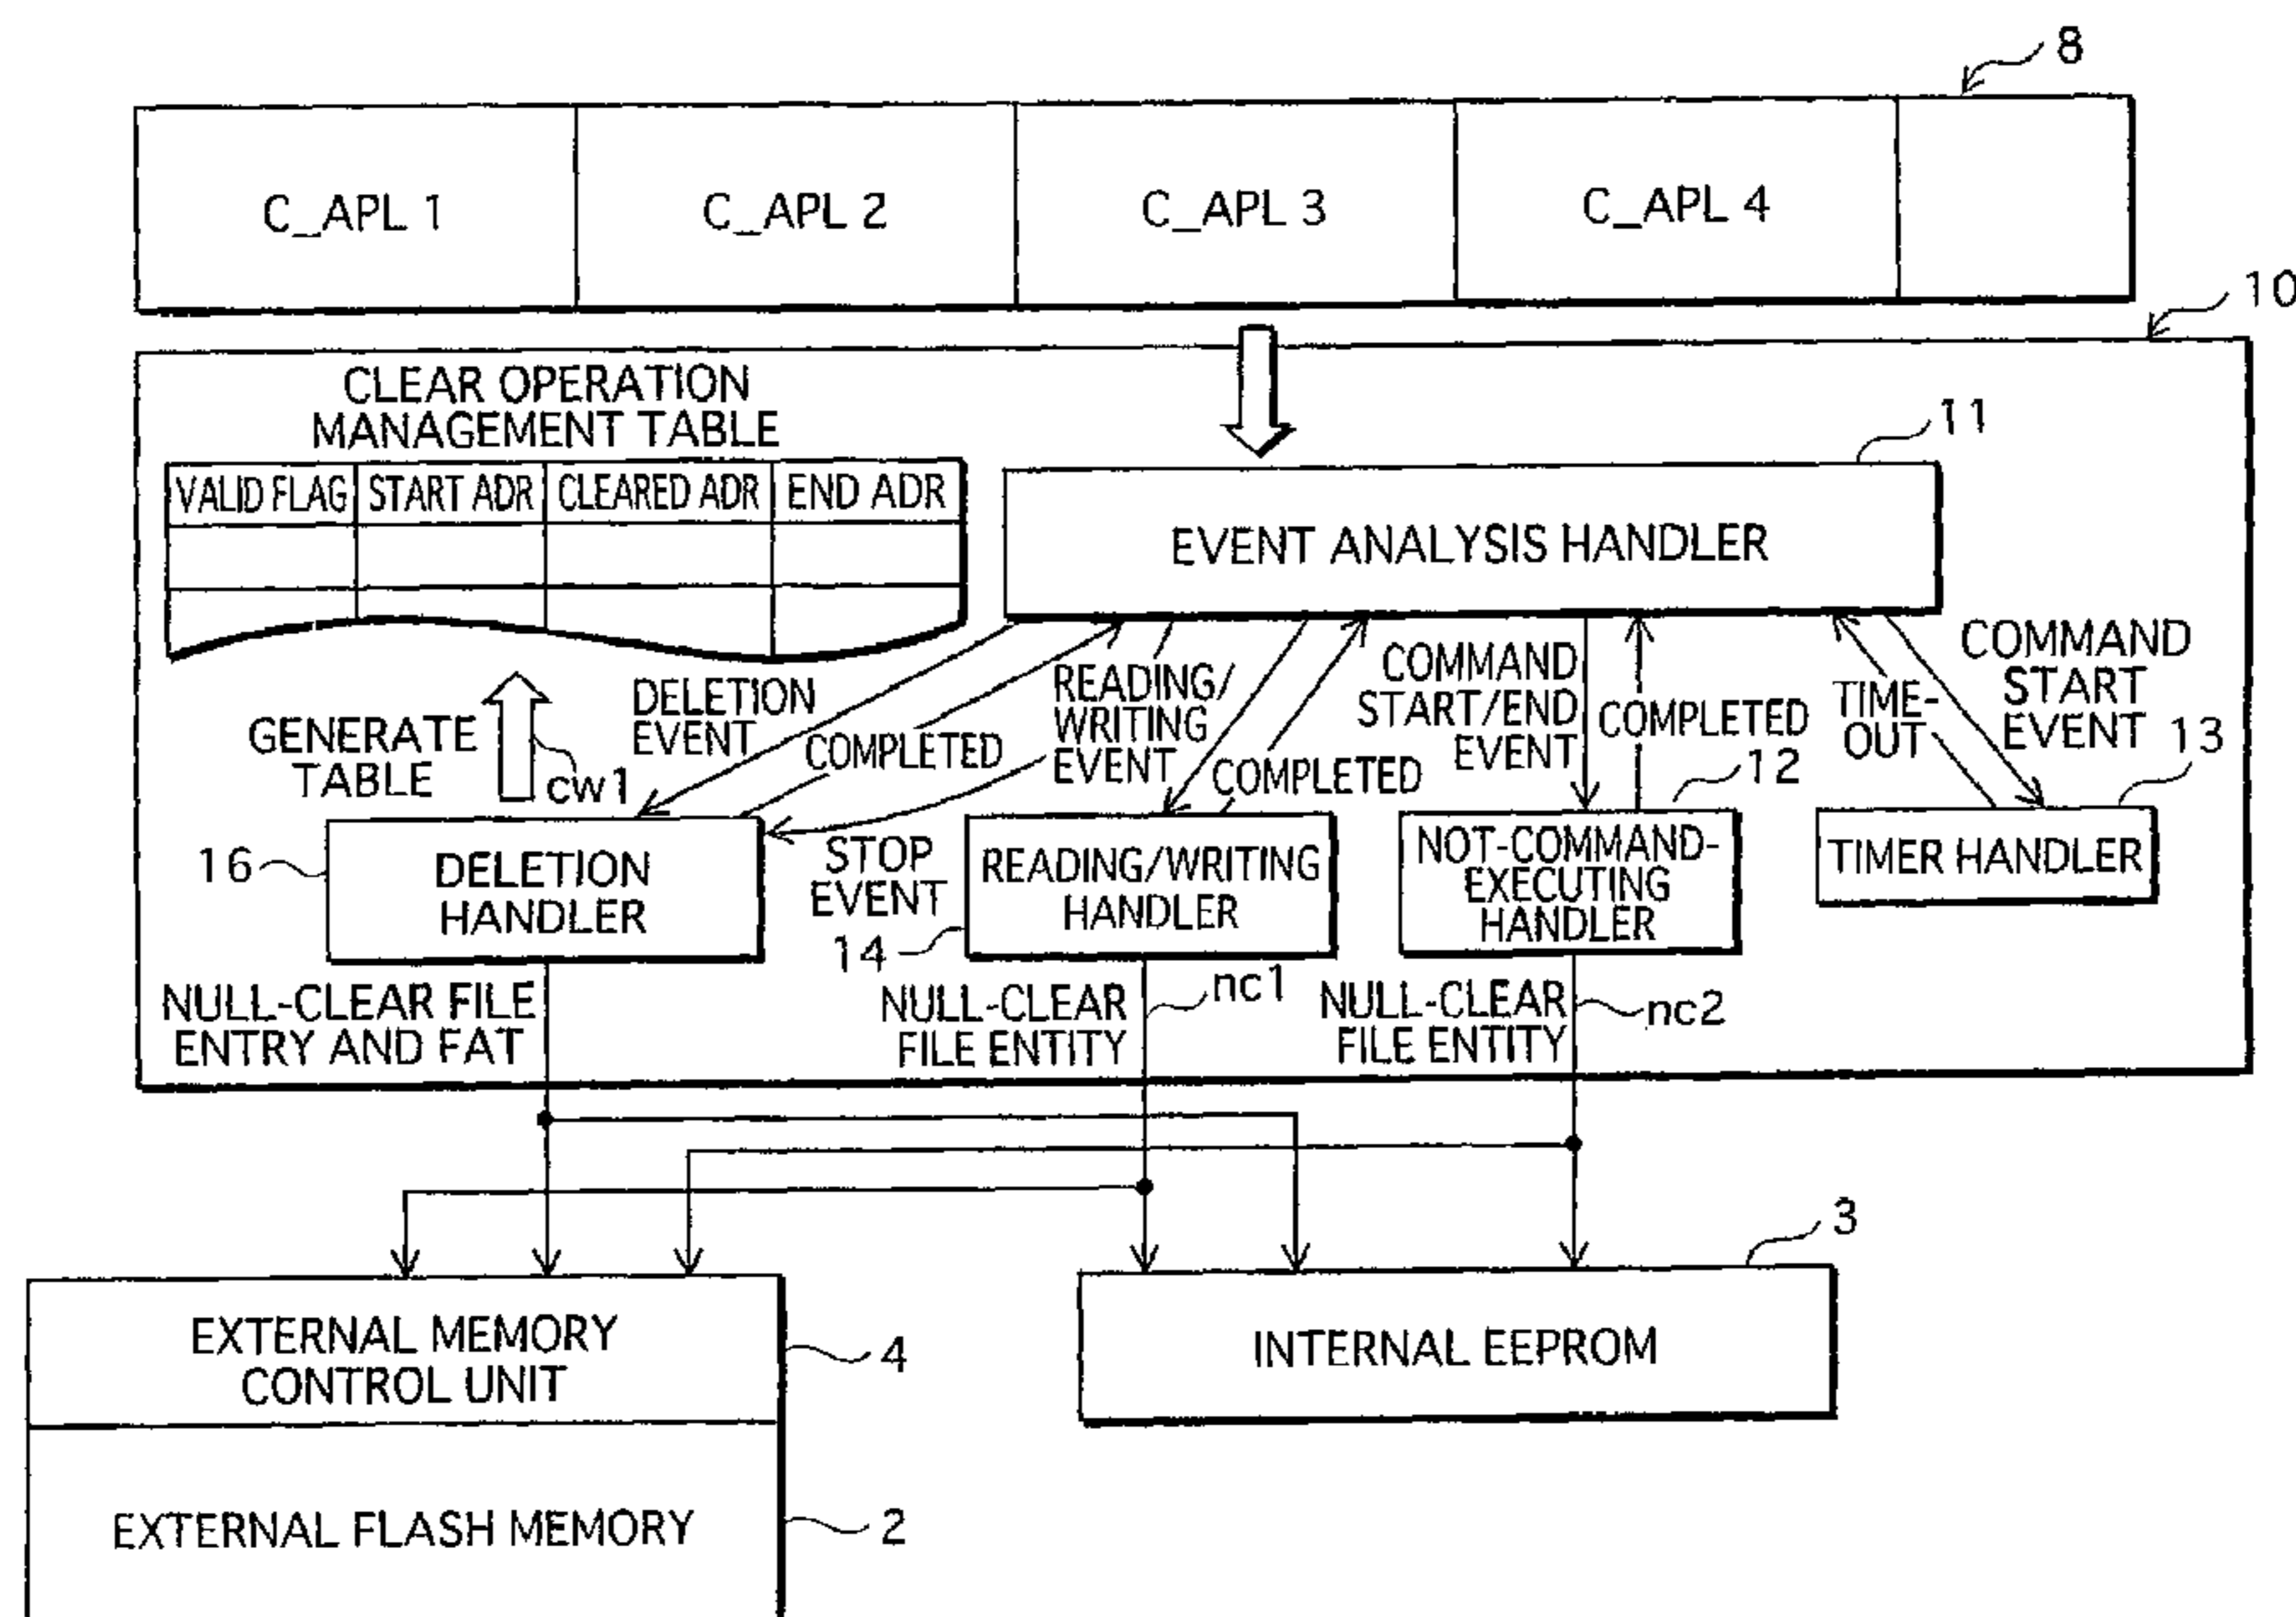 8
C_APL 1
C_APL 2
C_APL 3
C_APL 4
10
CLEAR OPERATION
MANAGEMENT TABLE
VALID FLAG
START ADR
CLEARED ADR
END ADR
11
EVENT ANALYSIS HANDLER
GENERATE
TABLE
cw1
DELETION
EVENT
COMPLETED
READING/
WRITING
EVENT
COMPLETED
COMMAND
START/END
EVENT
COMPLETED
TIME-
OUT
COMMAND
START
EVENT
16
DELETION
HANDLER
STOP
EVENT
14
READING/WRITING
HANDLER
12
NOT-COMMAND-
EXECUTING
HANDLER
13
TIMER HANDLER
NULL-CLEAR FILE
ENTRY AND FAT
NULL-CLEAR
FILE ENTITY
nc1
NULL-CLEAR
FILE ENTITY
nc2
EXTERNAL MEMORY
CONTROL UNIT
4
3
INTERNAL EEPROM
EXTERNAL FLASH MEMORY
2